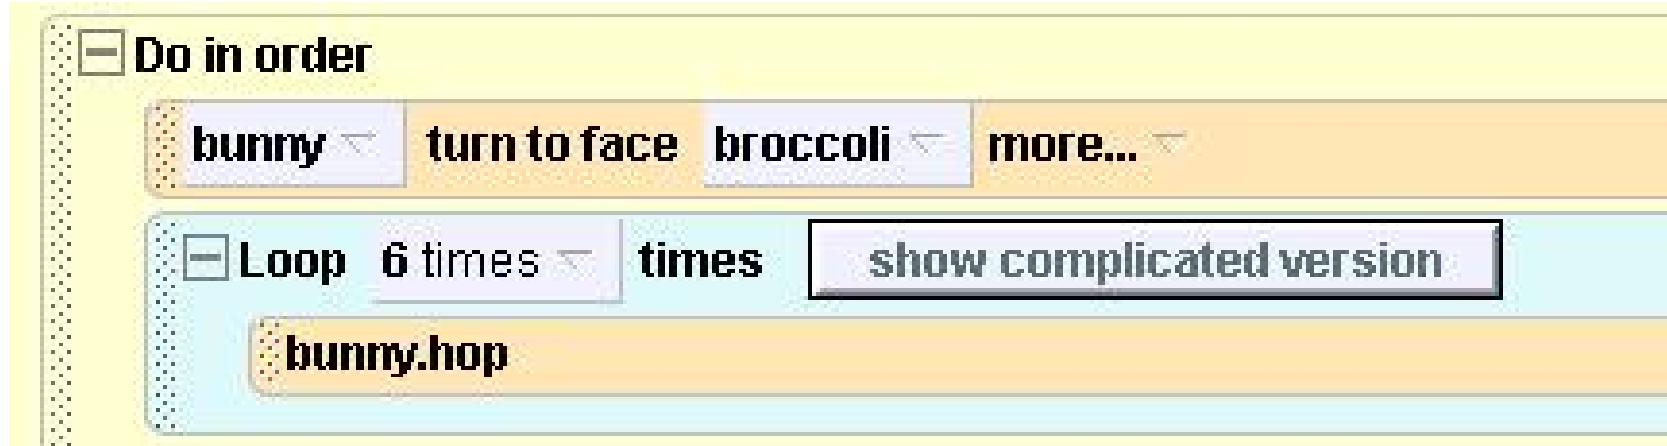 Do in order
bunny turn to face broccoli more...
Loop 6 times times show complicated version
bunny.hop